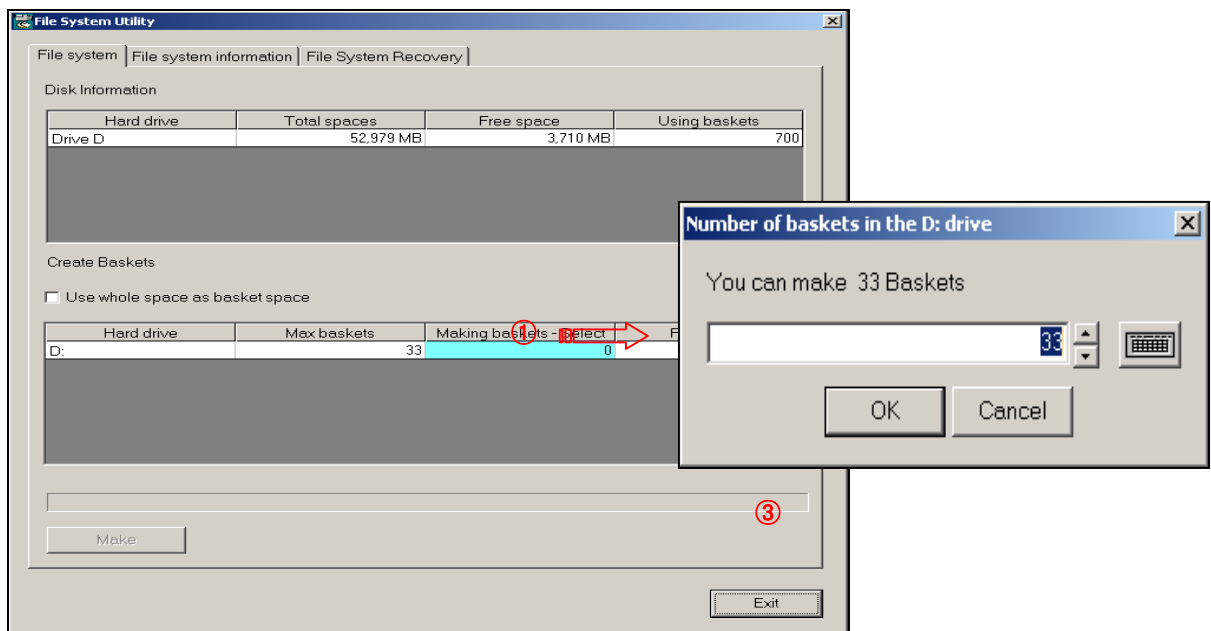 File System Utility
File system File system information File System Recovery
Disk Information
Hard drive Total spaces Free space Using baskets
Drive D 52,979 MB 3,710 MB 700
Create Baskets
Use whole space as basket space
Hard drive Max baskets Making baskets - Select F
D: 33 0
①
③
Make
Exit
Number of baskets in the D: drive
You can make 33 Baskets
33
OK Cancel